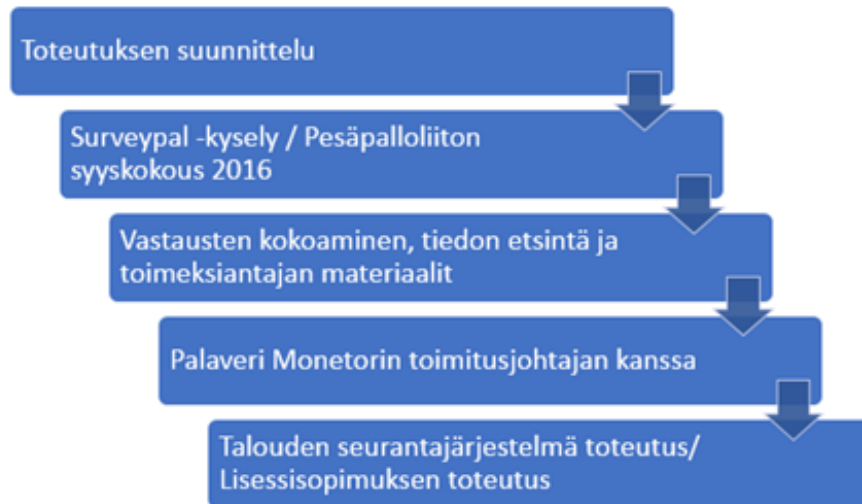 Toteutuksen suunnittelu
Surveypal -kysely / Pesäpalloliiton
syyskokous 2016
Vastausten kokoaminen, tiedon etsintä ja
toimeksiantajan materiaalit
Palaveri Monetorin toimitusjohtajan kanssa
Talouden seurantajärjestelmä toteutus/
Lisessisopimuksen toteutus